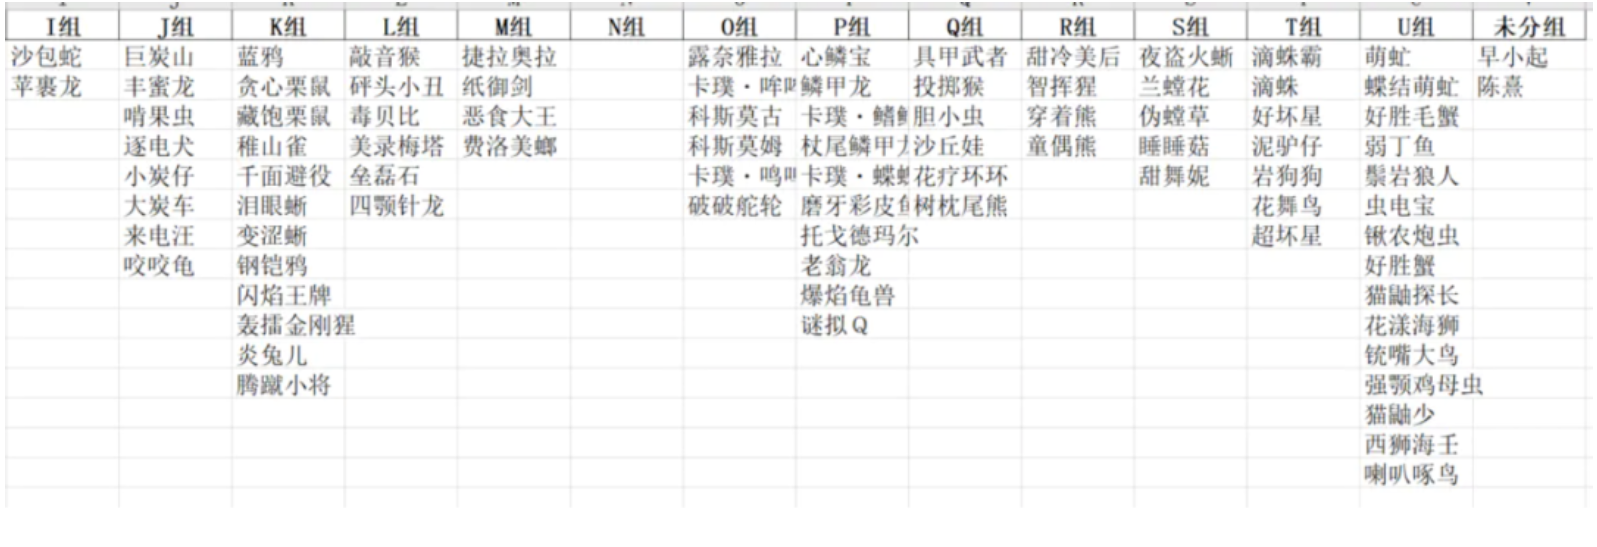 I组 J组 K组 L组 M组 N组 O组 P组 Q组 R组 S组 T组 U组 未分组
沙包蛇 巨炭山 蓝鸦 敲音猴 捷拉奥拉 露奈雅拉 心鳞宝 具甲武者 甜冷美后 夜盗火蜥 滴蛛霸 萌虻 早小起
苹裹龙 丰蜜龙 贪心栗鼠 砰头小丑 纸御剑 卡璞·哞 鳞甲龙 投掷猴 智挥猩 兰螳花 滴蛛 蝶结萌虻 陈熹
啃果虫 藏饱栗鼠 毒贝比 恶食大王 科斯莫古 卡璞·鳍 胆小虫 穿着熊 伪螳草 好坏星 好胜毛蟹
逐电犬 稚山雀 美录梅塔 费洛美螂 科斯莫姆 杖尾鳞甲 沙丘娃 童偶熊 睡睡菇 泥驴仔 弱丁鱼
小炭仔 千面避役 垒磊石 卡璞·鸣 卡璞·蝶 花疗环环 甜舞妮 岩狗狗 鬃岩狼人
大炭车 泪眼蜥 四颚针龙 破破舵轮 磨牙彩皮 树枕尾熊 花舞鸟 虫电宝
来电汪 变涩蜥 托戈德玛尔 超坏星 锹农炮虫
咬咬龟 钢铠鸦 老翁龙 好胜蟹
闪焰王牌 爆焰龟兽 猫鼬探长
轰擂金刚猩 谜拟Q 花漾海狮
炎兔儿 铳嘴大鸟
腾蹴小将 强颚鸡母虫
猫鼬少
西狮海壬
喇叭啄鸟